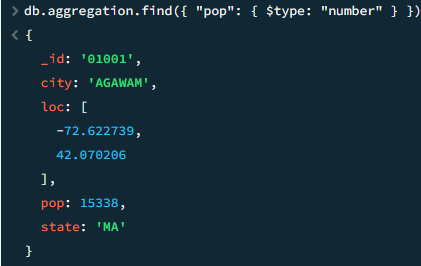 > db.aggregation.find({ "pop": { $type: "number" } })
< {
_id: '01001',
city: 'AGAWAM',
loc: [
-72.622739,
42.070206
],
pop: 15338,
state: 'MA'
}